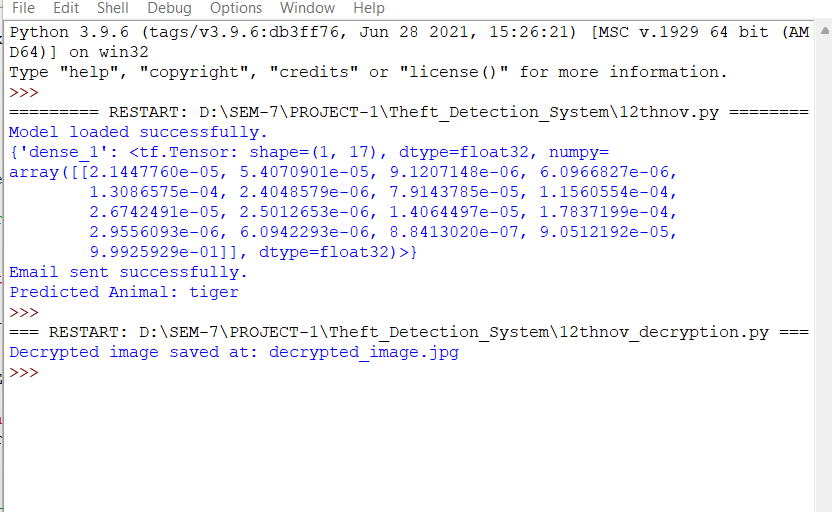 File Edit Shell Debug Options Window Help
Python 3.9.6 (tags/v3.9.6:db3ff76, Jun 28 2021, 15:26:21) [MSC v.1929 64 bit (AM
D64)] on win32
Type "help", "copyright", "credits" or "license()" for more information.
>>>
========= RESTART: D:\SEM-7\PROJECT-1\Theft_Detection_System\12thnov.py ========
Model loaded successfully.
{'dense_1': <tf.Tensor: shape=(1, 17), dtype=float32, numpy=
array([[2.1447760e-05, 5.4070901e-05, 9.1207148e-06, 6.0966827e-06,
        1.3086575e-04, 2.4048579e-06, 7.9143785e-05, 1.1560554e-04,
        2.6742491e-05, 2.5012653e-06, 1.4064497e-05, 1.7837199e-04,
        2.9556093e-06, 6.0942293e-06, 8.8413020e-07, 9.0512192e-05,
        9.9925929e-01]], dtype=float32)>}
Email sent successfully.
Predicted Animal: tiger
>>>
=== RESTART: D:\SEM-7\PROJECT-1\Theft_Detection_System\12thnov_decryption.py ===
Decrypted image saved at: decrypted_image.jpg
>>>